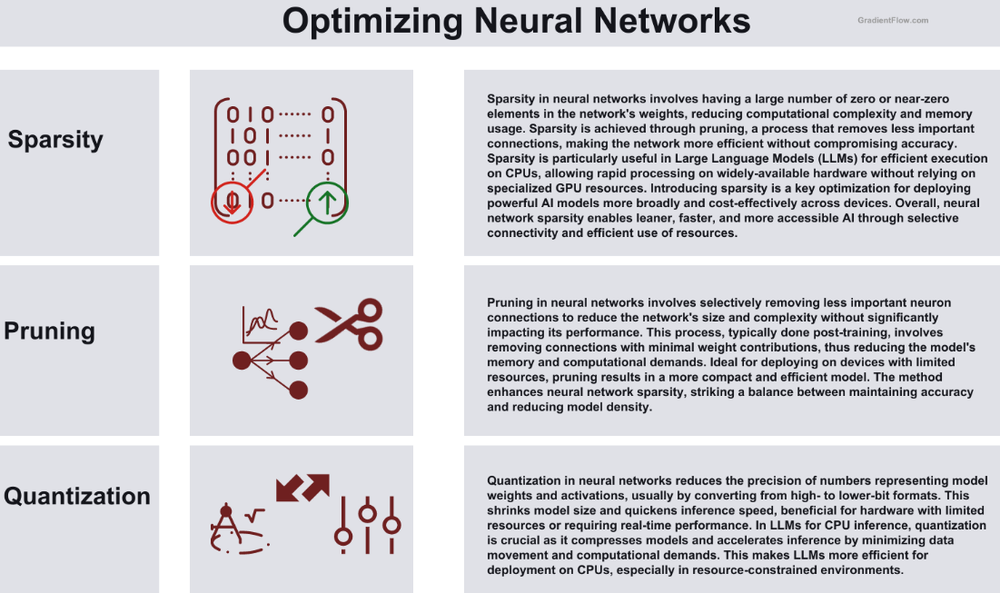 Optimizing Neural Networks
GradientFlow.com
Sparsity
0 1 0 ...... 0
1 0 1 ...... 1
0 0 1 ...... 0
0 1 0 ......
Sparsity in neural networks involves having a large number of zero or near-zero
elements in the network's weights, reducing computational complexity and memory
usage. Sparsity is achieved through pruning, a process that removes less important
connections, making the network more efficient without compromising accuracy.
Sparsity is particularly useful in Large Language Models (LLMs) for efficient execution
on CPUs, allowing rapid processing on widely-available hardware without relying on
specialized GPU resources. Introducing sparsity is a key optimization for deploying
powerful AI models more broadly and cost-effectively across devices. Overall, neural
network sparsity enables leaner, faster, and more accessible AI through selective
connectivity and efficient use of resources.
Pruning
Pruning in neural networks involves selectively removing less important neuron
connections to reduce the network's size and complexity without significantly
impacting its performance. This process, typically done post-training, involves
removing connections with minimal weight contributions, thus reducing the model's
memory and computational demands. Ideal for deploying on devices with limited
resources, pruning results in a more compact and efficient model. The method
enhances neural network sparsity, striking a balance between maintaining accuracy
and reducing model density.
Quantization
Quantization in neural networks reduces the precision of numbers representing model
weights and activations, usually by converting from high- to lower-bit formats. This
shrinks model size and quickens inference speed, beneficial for hardware with limited
resources or requiring real-time performance. In LLMs for CPU inference, quantization
is crucial as it compresses models and accelerates inference by minimizing data
movement and computational demands. This makes LLMs more efficient for
deployment on CPUs, especially in resource-constrained environments.